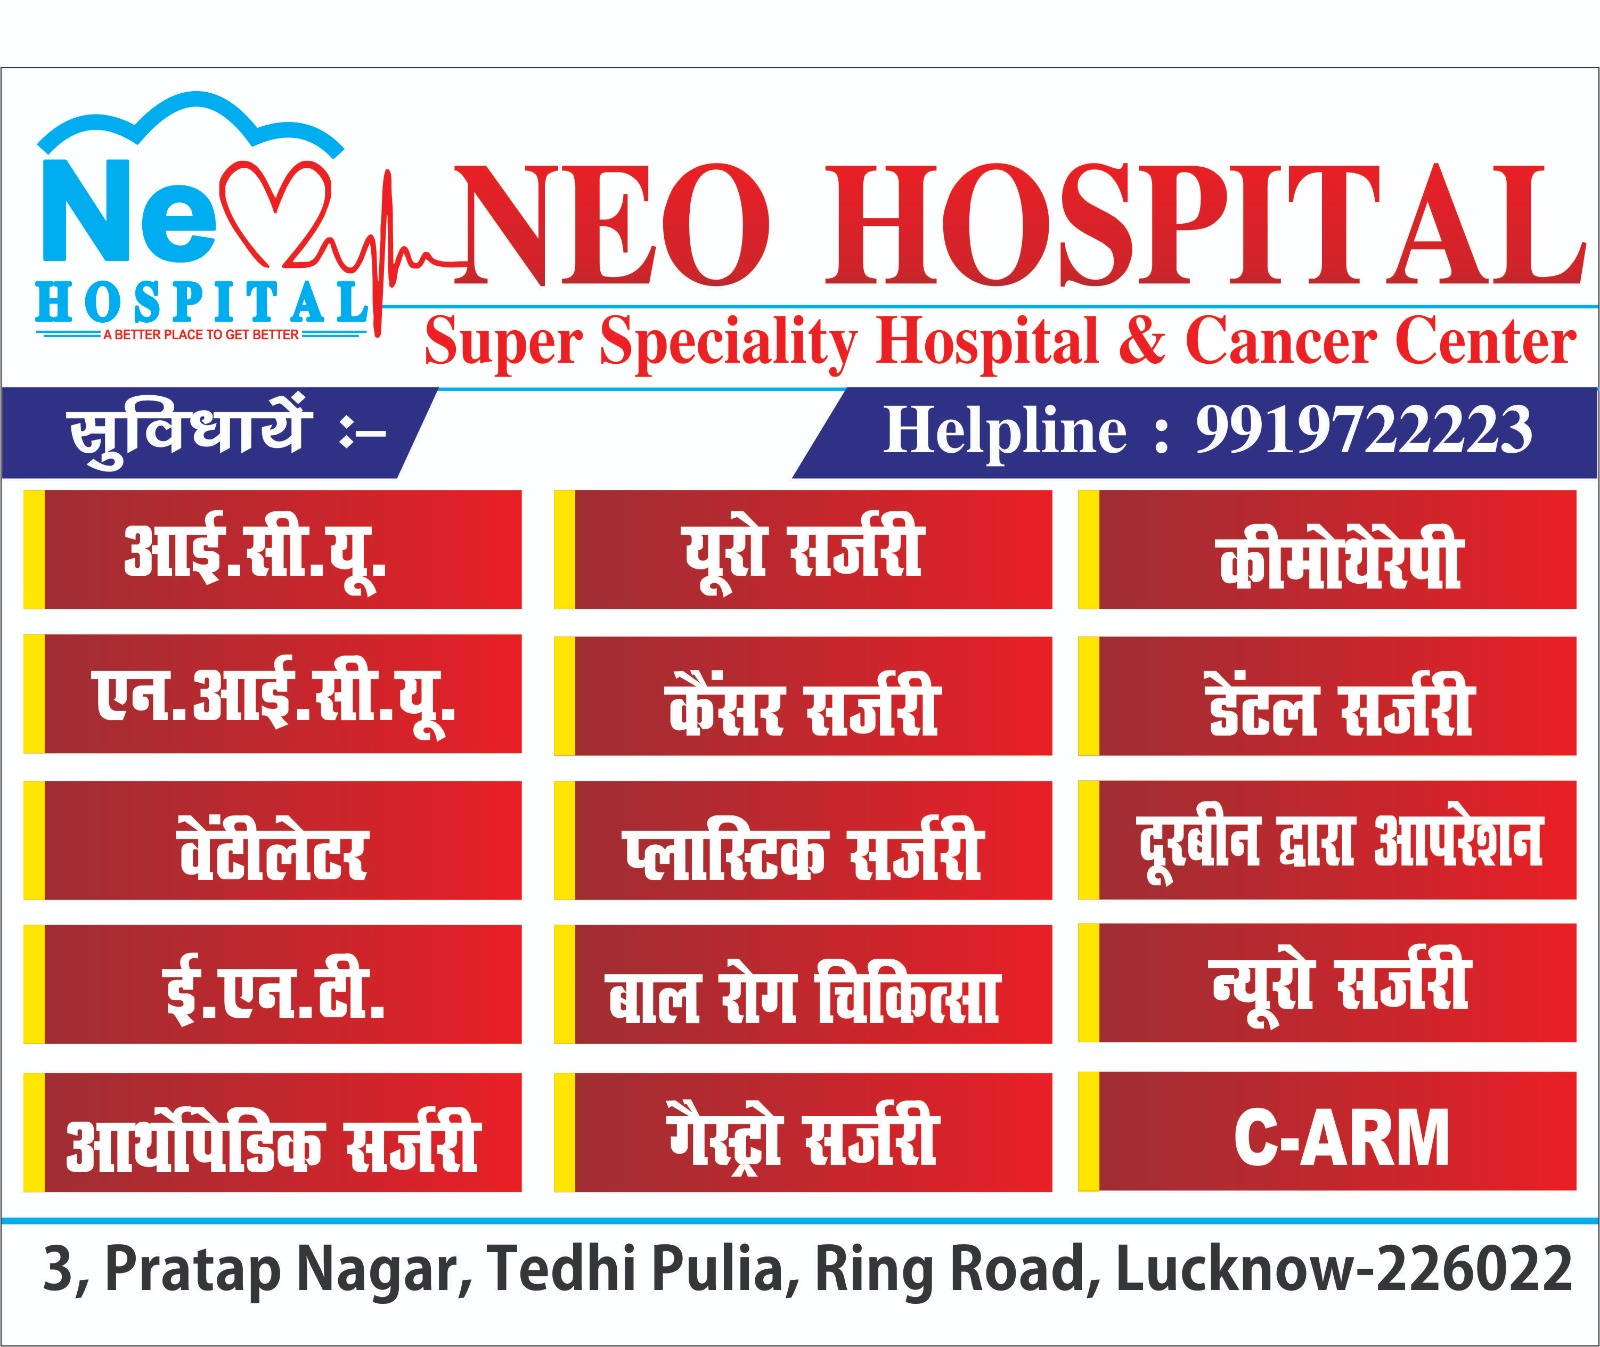 Ne
HOSPITAL
A BETTER PLACE TO GET BETTER
NEO HOSPITAL
Super Speciality Hospital & Cancer Center
सुविधायें :–
Helpline : 9919722223
आई.सी.यू.
यूरो सर्जरी
कीमोथैरेपी
एन.आई.सी.यू.
कैंसर सर्जरी
डेंटल सर्जरी
वेंटीलेटर
प्लास्टिक सर्जरी
दूरबीन द्वारा आपरेशन
ई.एन.टी.
बाल रोग चिकित्सा
न्यूरो सर्जरी
आर्थोपेडिक सर्जरी
गैस्ट्रो सर्जरी
C-ARM
3, Pratap Nagar, Tedhi Pulia, Ring Road, Lucknow-226022